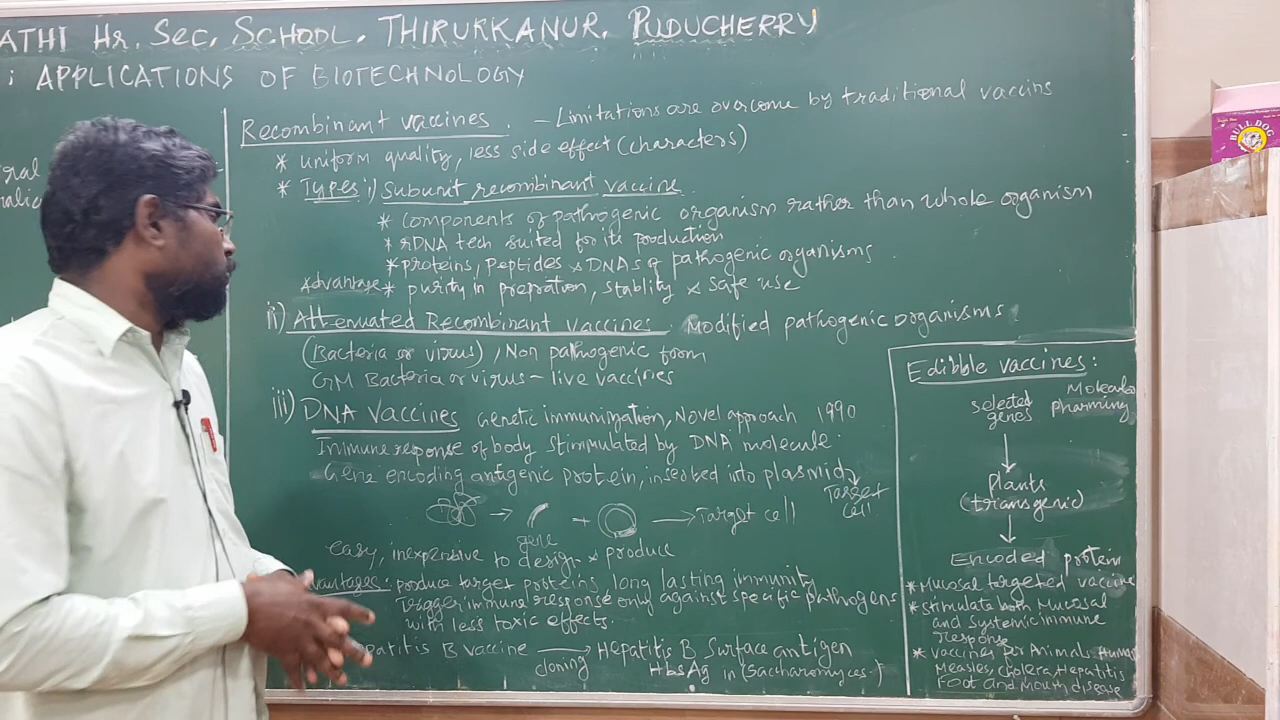 ATHI Hr. Sec. SCHOOL. THIRUKKANUR. PUDUCHERRY
: APPLICATIONS OF BIOTECHNOLOGY
Recombinant vaccines. - Limitations are overcome by traditional vaccins
* uniform quality, less side effect (characters)
* Types: i) Subunit recombinant vaccine
* components of pathogenic organism rather than whole organism
* rDNA tech suited for its production
* proteins, Peptides & DNAs of pathogenic organisms
Advantage * purity in prepration, stablity & safe use
ii) Attenuated Recombinant vaccines Modified pathogenic organisms
(Bacteria or virus), Non pathogenic form
GM Bacteria or virus - live vaccines
iii) DNA Vaccines Genetic immunization, Novel approach 1990
Immune response of body stimulated by DNA molecule.
Gene encoding antigenic protein, inserted into plasmid
Target cell
gene + → Target cell
easy, inexpensive to design & produce
vantages: produce target proteins, long lasting immunity
Trigger immune response only against specific pathogens
with less toxic effects.
patitis B vaccine → Hepatitis B Surface antigen
cloning HbsAg in (Saccharomyces.)
Edible vaccines:
selected genes
Molecular pharming
Plants
(transgenic)
Encoded protein
* Mucosal targeted vaccine
* stimulate both Mucosal
and Systemic immune
Response
* vaccines for Animals Human
Measles, cholera, Hepatitis
Foot and Mouth disease
BULL DOG